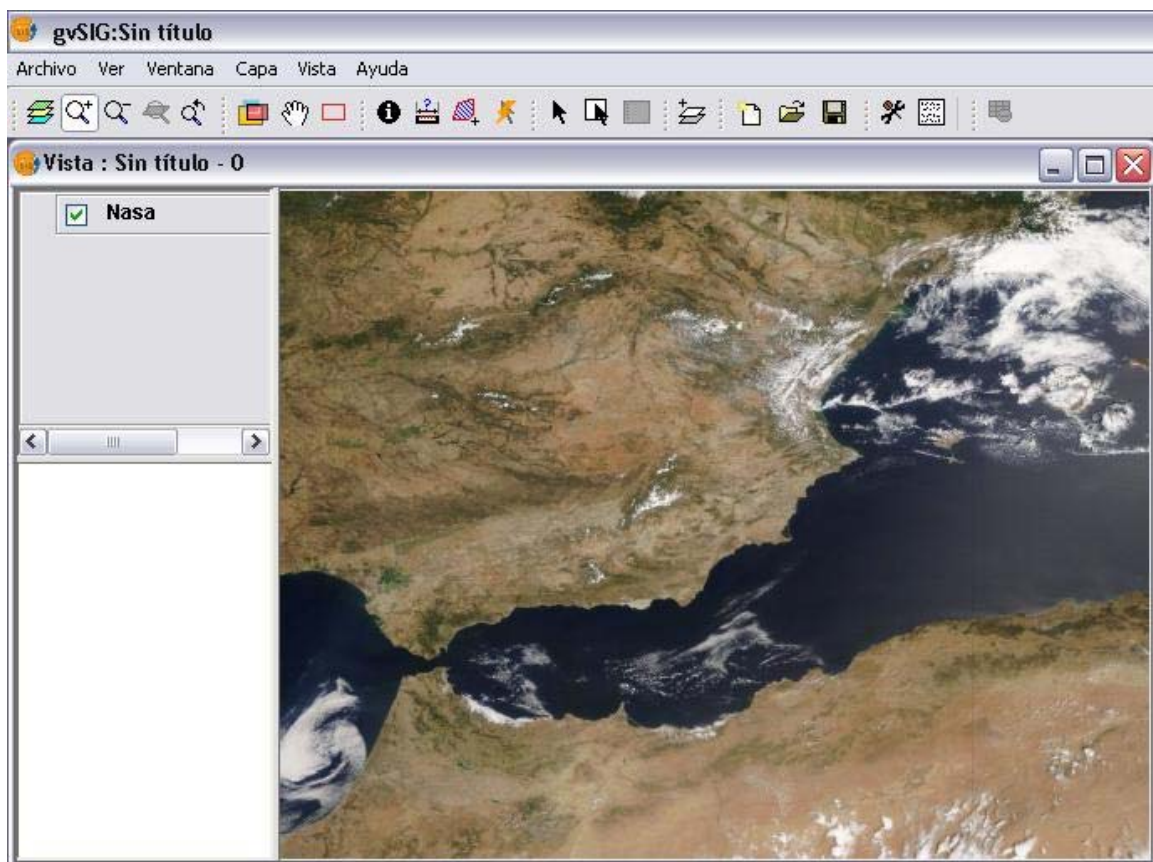 gvSIG:Sin título
Archivo Ver Ventana Capa Vista Ayuda
Vista : Sin título - 0
Nasa